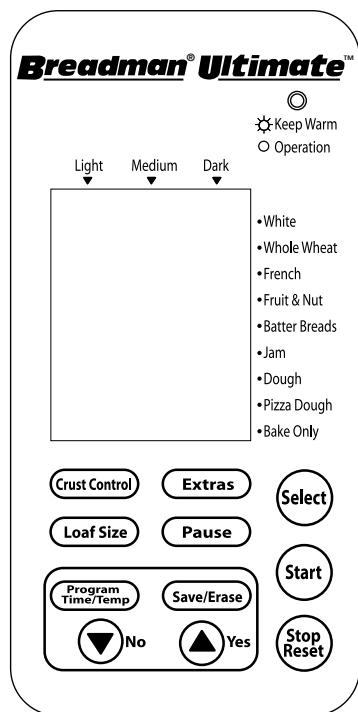 Breadman® Ultimate™
Keep Warm
Operation
Light Medium Dark
•White
•Whole Wheat
•French
•Fruit & Nut
•Batter Breads
•Jam
•Dough
•Pizza Dough
•Bake Only
Crust Control Extras
Select
Loaf Size Pause
Start
Program
Time/Temp Save/Erase
No Yes
Stop
Reset